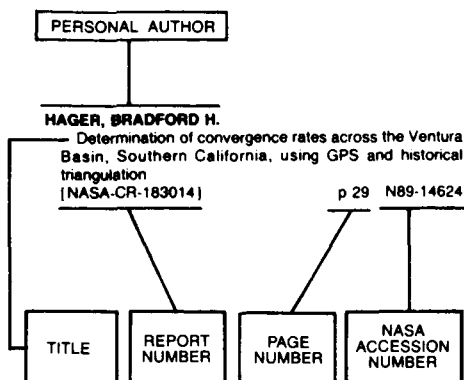 PERSONAL AUTHOR
HAGER, BRADFORD H.
Determination of convergence rates across the Ventura
Basin, Southern California, using GPS and historical
triangulation
[NASA-CR-183014] p 29 N89-14624
TITLE
REPORT
NUMBER
PAGE
NUMBER
NASA
ACCESSION
NUMBER